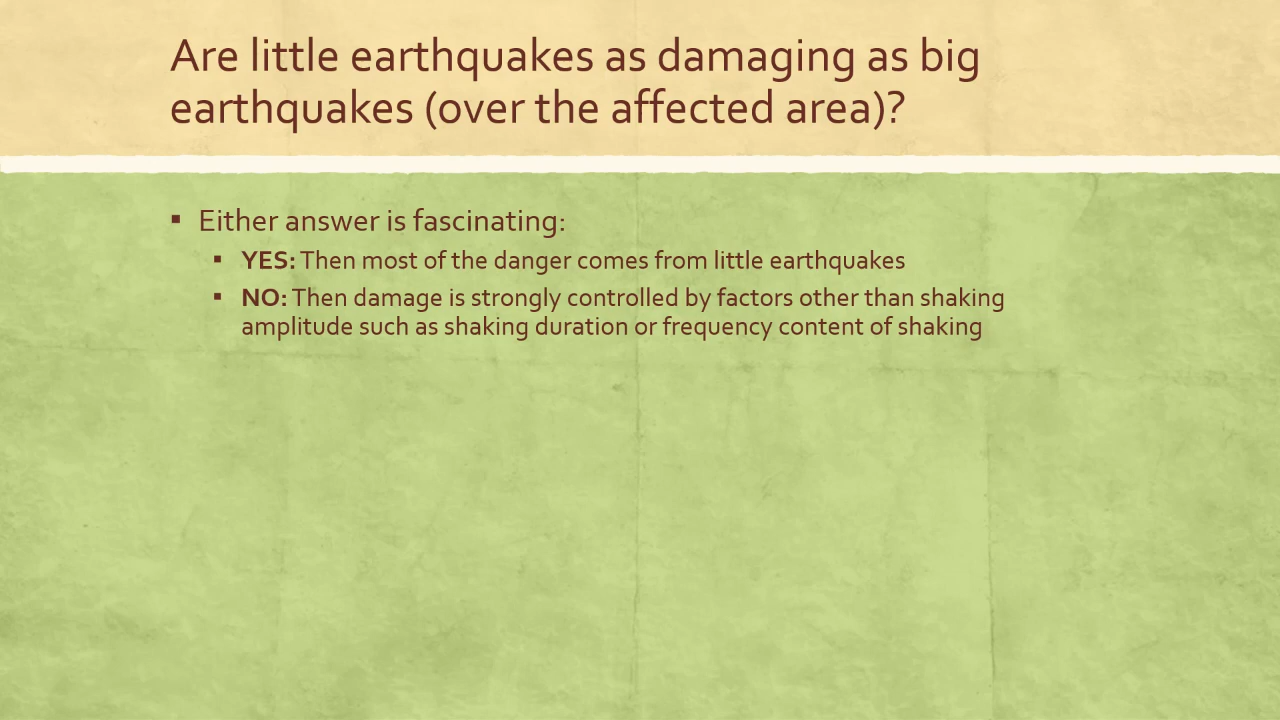 Are little earthquakes as damaging as big
earthquakes (over the affected area)?
▪ Either answer is fascinating:
▪ YES: Then most of the danger comes from little earthquakes
▪ NO: Then damage is strongly controlled by factors other than shaking
amplitude such as shaking duration or frequency content of shaking